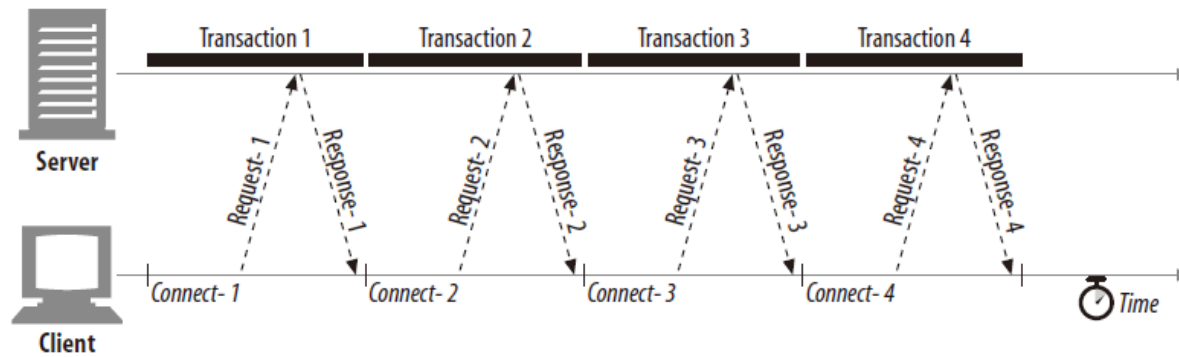 Transaction 1 Transaction 2 Transaction 3 Transaction 4
Request- 1 Response- 1 Request- 2 Response- 2 Request- 3 Response- 3 Request- 4 Response- 4
Server
Connect- 1 Connect- 2 Connect- 3 Connect- 4 Time
Client